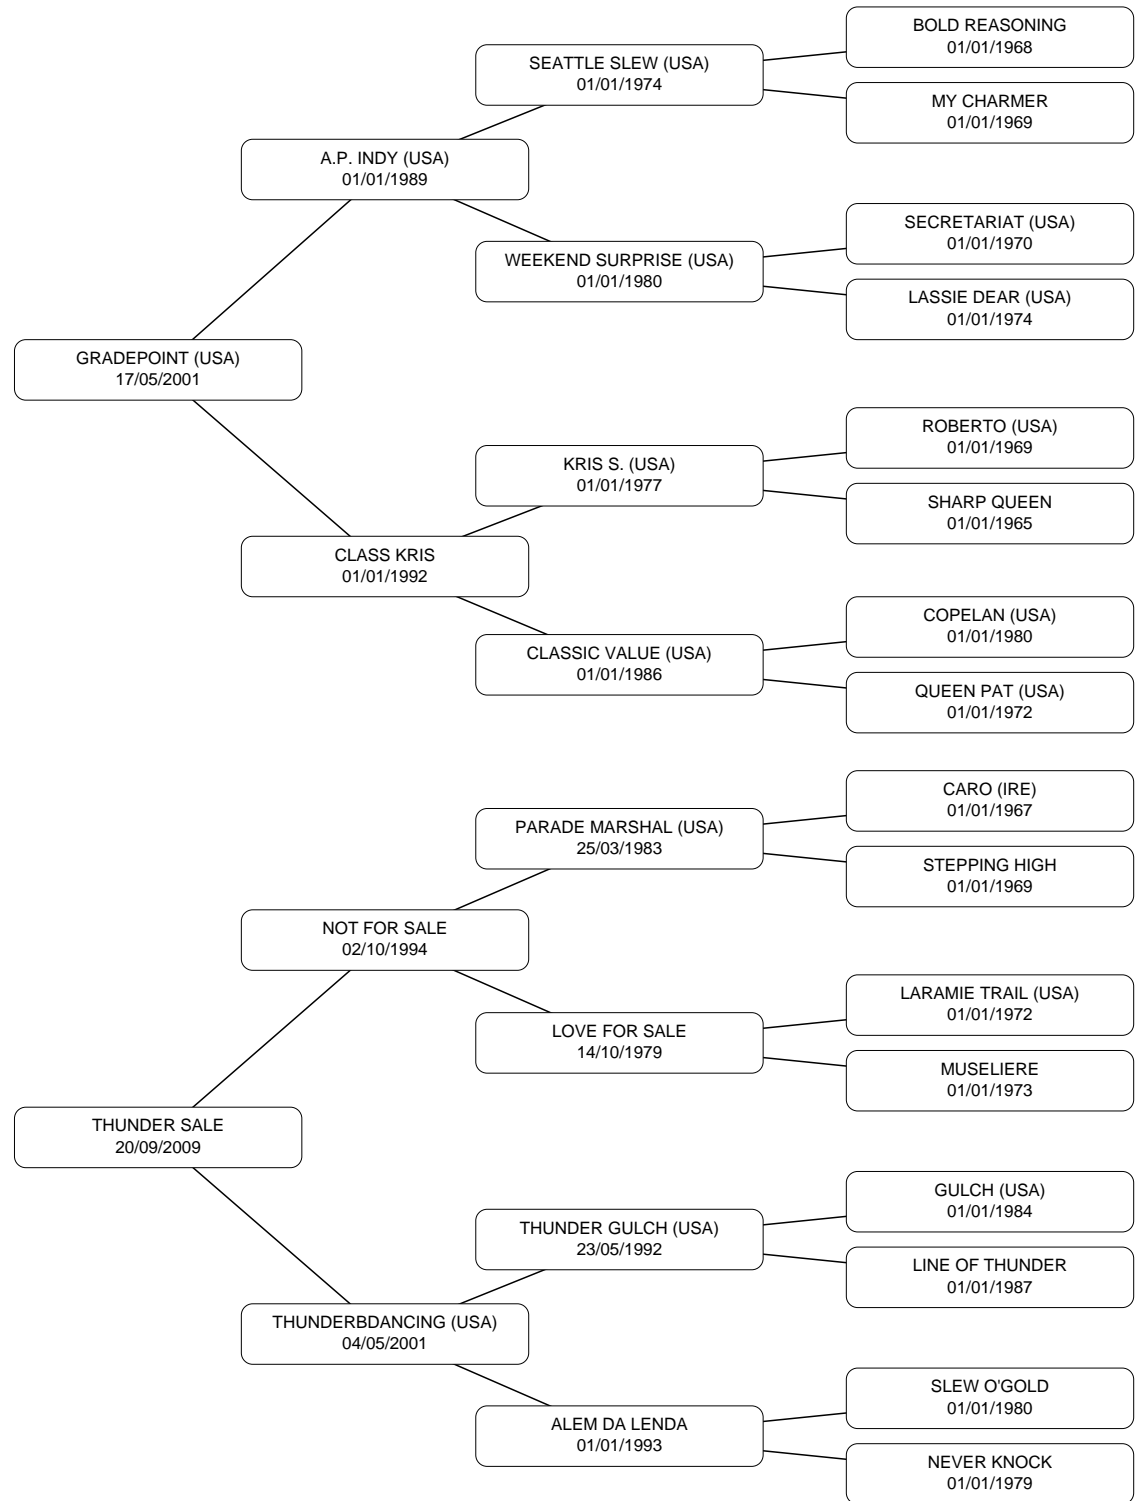 BOLD REASONING
01/01/1968
SEATTLE SLEW (USA)
01/01/1974
MY CHARMER
01/01/1969
A.P. INDY (USA)
01/01/1989
SECRETARIAT (USA)
01/01/1970
WEEKEND SURPRISE (USA)
01/01/1980
LASSIE DEAR (USA)
01/01/1974
GRADEPOINT (USA)
17/05/2001
ROBERTO (USA)
01/01/1969
KRIS S. (USA)
01/01/1977
SHARP QUEEN
01/01/1965
CLASS KRIS
01/01/1992
COPELAN (USA)
01/01/1980
CLASSIC VALUE (USA)
01/01/1986
QUEEN PAT (USA)
01/01/1972
CARO (IRE)
01/01/1967
PARADE MARSHAL (USA)
25/03/1983
STEPPING HIGH
01/01/1969
NOT FOR SALE
02/10/1994
LARAMIE TRAIL (USA)
01/01/1972
LOVE FOR SALE
14/10/1979
MUSELIERE
01/01/1973
THUNDER SALE
20/09/2009
GULCH (USA)
01/01/1984
THUNDER GULCH (USA)
23/05/1992
LINE OF THUNDER
01/01/1987
THUNDERBDANCING (USA)
04/05/2001
SLEW O'GOLD
01/01/1980
ALEM DA LENDA
01/01/1993
NEVER KNOCK
01/01/1979